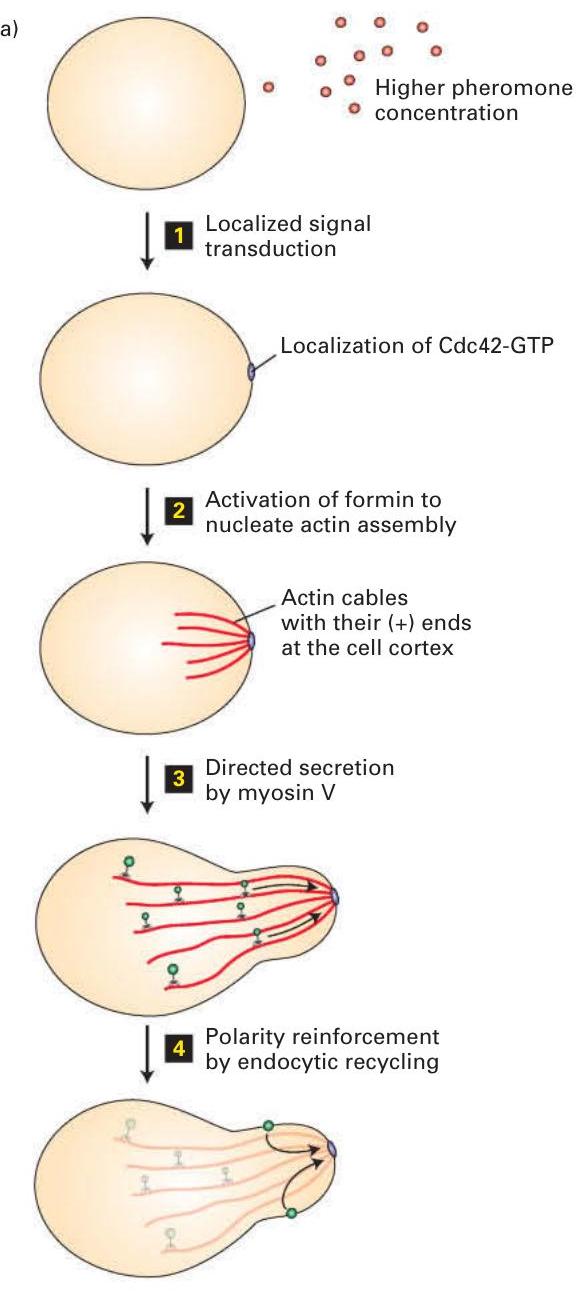 a)
Higher pheromone
concentration
1 Localized signal
transduction
Localization of Cdc42-GTP
2 Activation of formin to
nucleate actin assembly
Actin cables
with their (+) ends
at the cell cortex
3 Directed secretion
by myosin V
4 Polarity reinforcement
by endocytic recycling